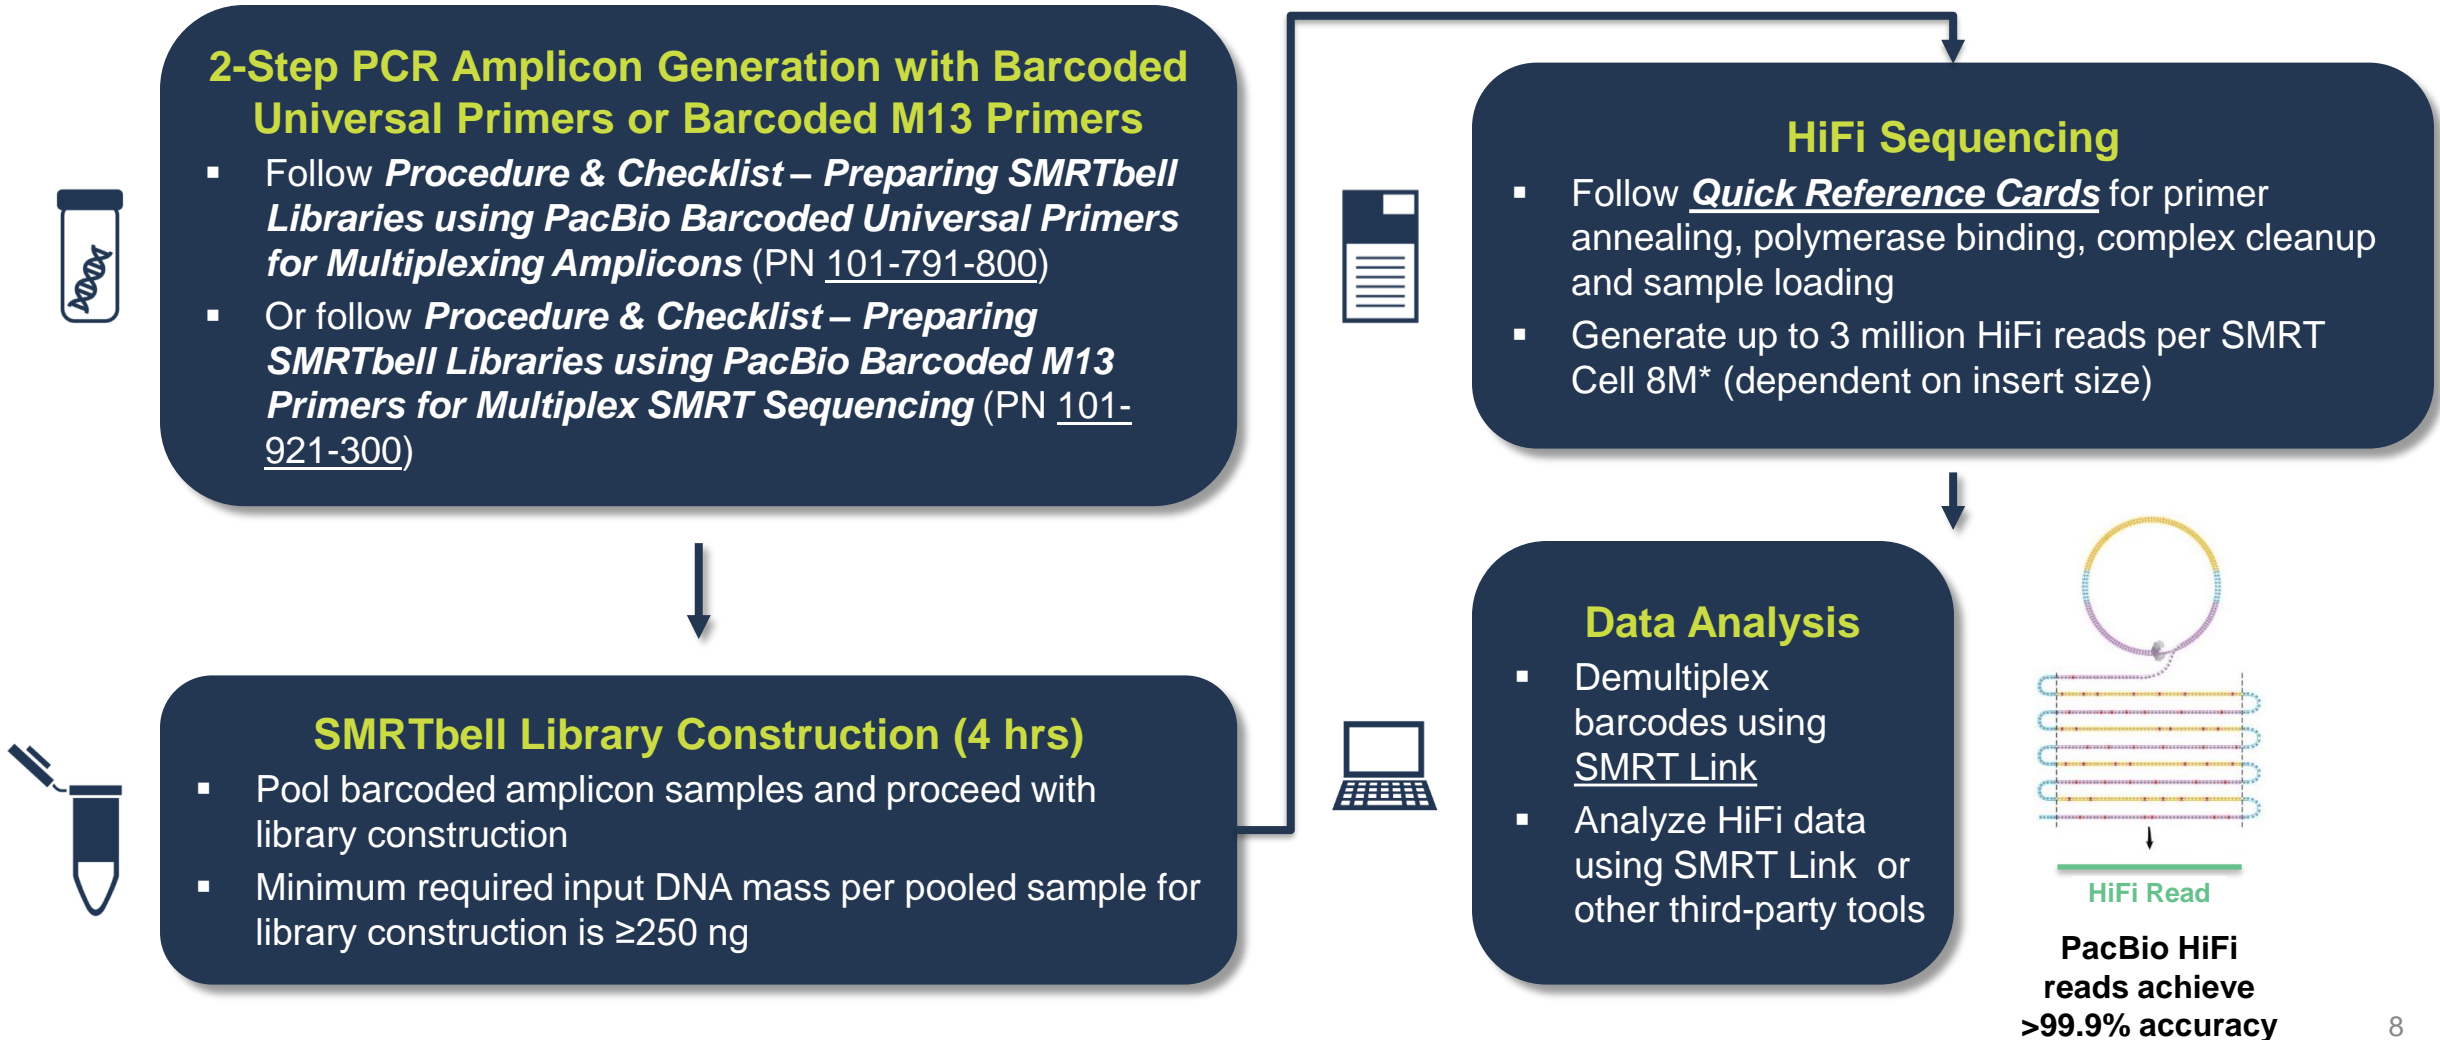 2-Step PCR Amplicon Generation with Barcoded
Universal Primers or Barcoded M13 Primers
▪ Follow Procedure & Checklist – Preparing SMRTbell
Libraries using PacBio Barcoded Universal Primers
for Multiplexing Amplicons (PN 101-791-800)
▪ Or follow Procedure & Checklist – Preparing
SMRTbell Libraries using PacBio Barcoded M13
Primers for Multiplex SMRT Sequencing (PN 101-
921-300)
SMRTbell Library Construction (4 hrs)
▪ Pool barcoded amplicon samples and proceed with
library construction
▪ Minimum required input DNA mass per pooled sample for
library construction is ≥250 ng
HiFi Sequencing
▪ Follow Quick Reference Cards for primer
annealing, polymerase binding, complex cleanup
and sample loading
▪ Generate up to 3 million HiFi reads per SMRT
Cell 8M* (dependent on insert size)
Data Analysis
▪ Demultiplex
barcodes using
SMRT Link
▪ Analyze HiFi data
using SMRT Link or
other third-party tools
HiFi Read
PacBio HiFi
reads achieve
>99.9% accuracy
8